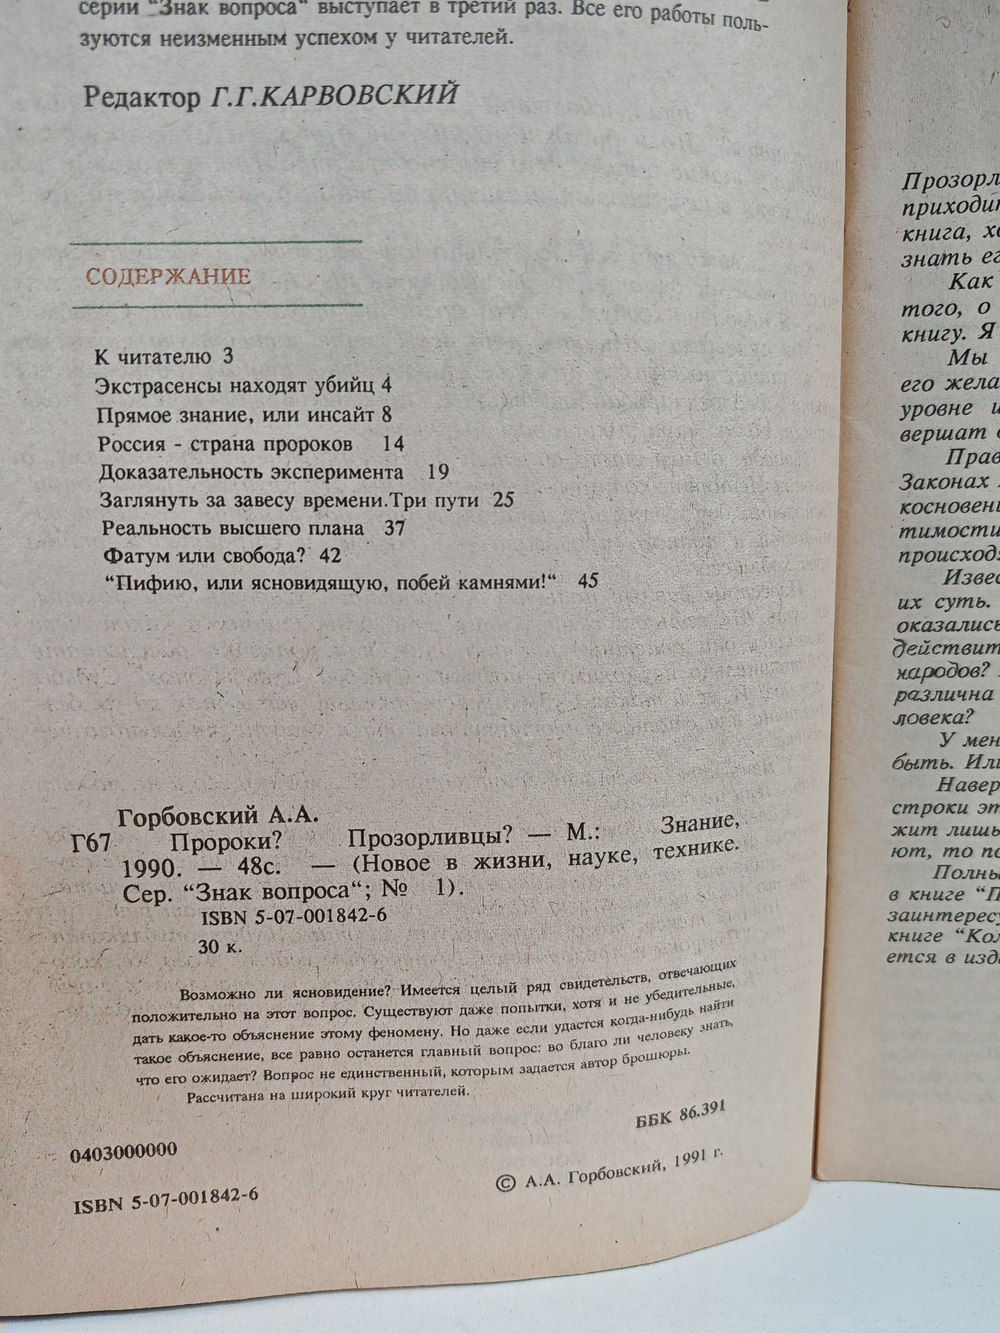 серии "Знак вопроса" выступает в третий раз. Все его работы поль-
зуются неизменным успехом у читателей.
Редактор Г.Г.КАРВОВСКИЙ
СОДЕРЖАНИЕ
К читателю 3
Экстрасенсы находят убийц 4
Прямое знание, или инсайт 8
Россия - страна пророков 14
Доказательность эксперимента 19
Заглянуть за завесу времени.Три пути 25
Реальность высшего плана 37
Фатум или свобода? 42
“Пифию, или ясновидящую, побей камнями!“ 45
Горбовский А.А.
Г67 Пророки? Прозорливцы? — М.: Знание,
1990. — 48с. — (Новое в жизни, науке, технике.
Сер. “Знак вопроса“; № 1).
ISBN 5-07-001842-6
30 к.
Возможно ли ясновидение? Имеется целый ряд свидетельств, отвечающих
положительно на этот вопрос. Существуют даже попытки, хотя и не убедительные,
дать какое-то объяснение этому феномену. Но даже если удастся когда-нибудь найти
такое объяснение, все равно останется главный вопрос: во благо ли человеку знать,
что его ожидает? Вопрос не единственный, которым задается автор брошюры.
Рассчитана на широкий круг читателей.
ББК 86.391
0403000000
© А.А. Горбовский, 1991 г.
ISBN 5-07-001842-6
Прозорл
приходи
книга, х
знать ег
Как
того, о
книгу. Я
Мы
его жела
уровне и
вершат
Прав
Законах
косновен
тимости
происход
Извес
их суть.
оказались
действит
народов?
различна
ловека?
У мен
быть. Ил
Навер
строки эт
жит лишь
ют, то по
Полны
в книге “П
заинтерес
книге “Кол
ется в изд